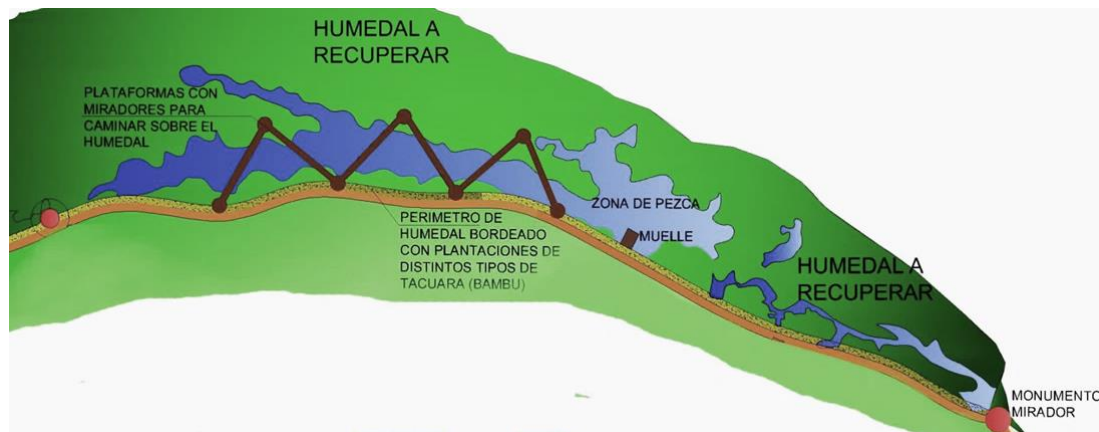 HUMEDAL A
RECUPERAR
PLATAFORMAS CON
MIRADORES PARA
CAMINAR SOBRE EL
HUMEDAL
ZONA DE PEZCA
MUELLE
PERIMETRO DE
HUMEDAL BORDEADO
CON PLANTACIONES DE
DISTINTOS TIPOS DE
TACUARA (BAMBU)
HUMEDAL A
RECUPERAR
MONUMENTO
MIRADOR